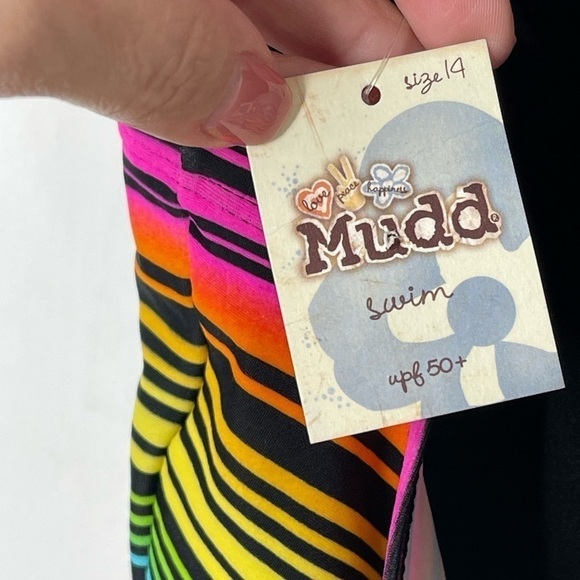 size 14
love peace happiness
Mudd®
swim
upf 50+